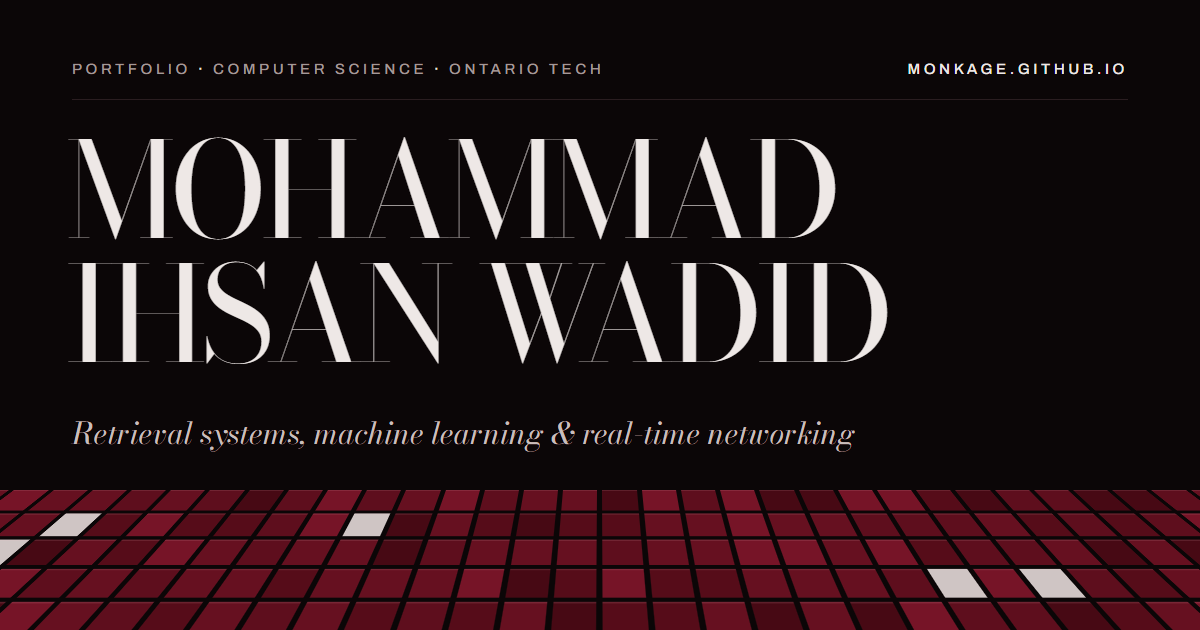 PORTFOLIO · COMPUTER SCIENCE · ONTARIO TECH
MONKAGE.GITHUB.IO
MOHAMMAD
IHSAN WADID
Retrieval systems, machine learning & real-time networking